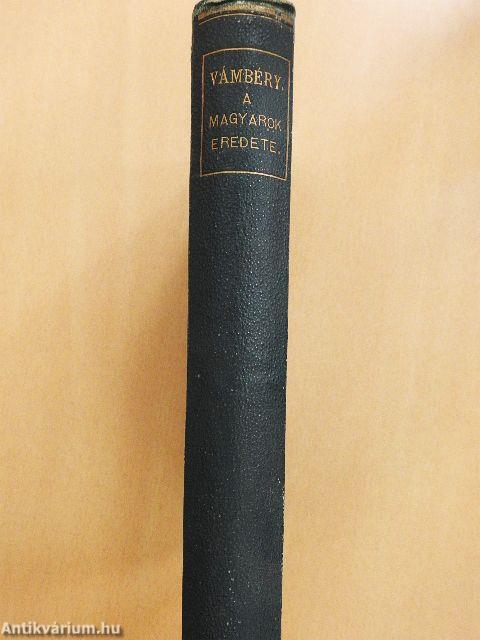 VÁMBÉRY.
A
MAGYAROK
EREDETE.
Antikvárium.hu